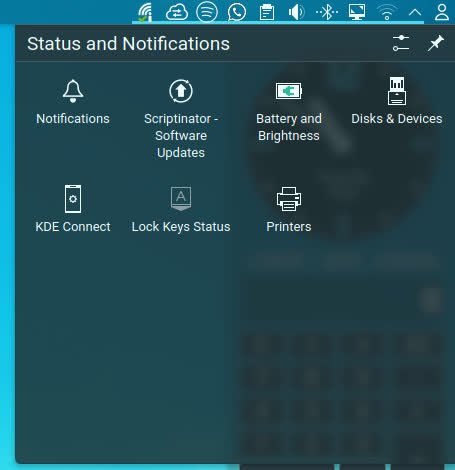 Status and Notifications
Notifications
Scriptinator -
Software
Updates
Battery and
Brightness
Disks & Devices
KDE Connect
A
Lock Keys Status
Printers